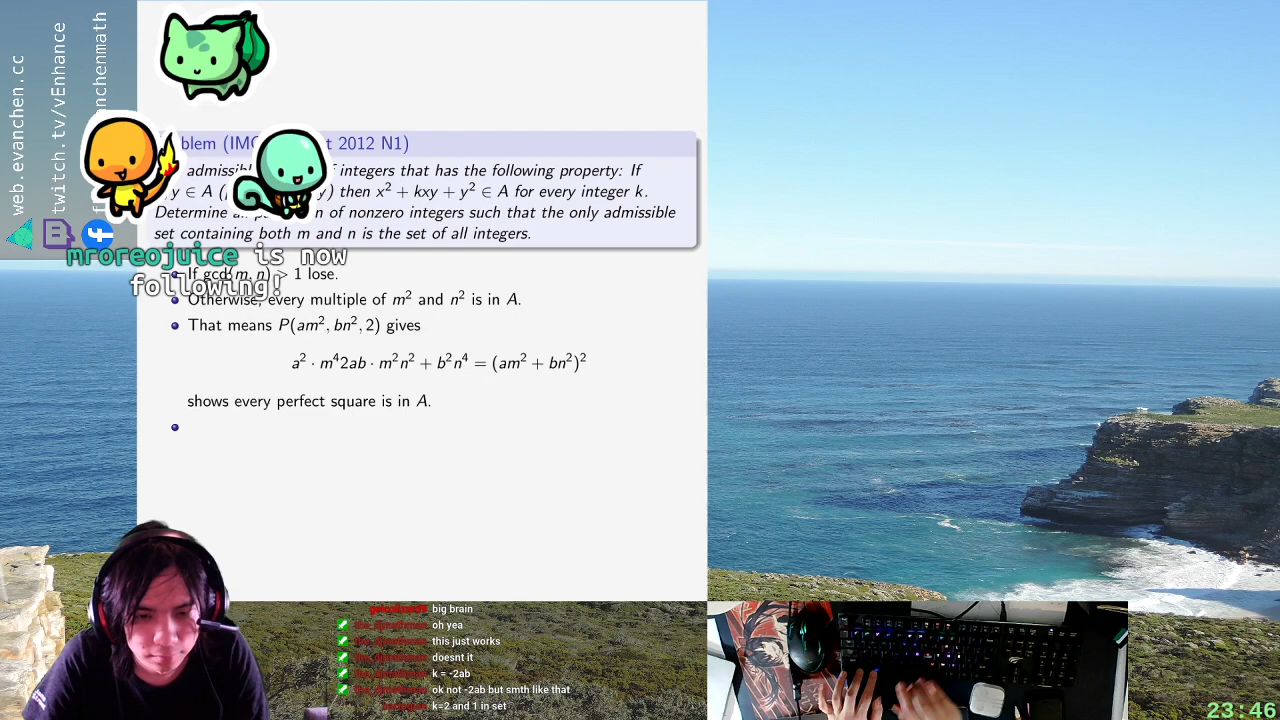 web.evanchen.cc
twitch.tv/vEnhance
blem (IMO t 2012 N1)
admissi of integers that has the following property: If
y ∈ A ( ) then x² + kxy + y² ∈ A for every integer k.
Determine a n of nonzero integers such that the only admissible
set containing both m and n is the set of all integers.
mroreojuice is now
following!
If gcd(m, n) > 1 lose.
Otherwise, every multiple of m² and n² is in A.
That means P(am², bn², 2) gives
a² · m⁴2ab · m²n² + b²n⁴ = (am² + bn²)²
shows every perfect square is in A.
big brain
oh yea
this just works
doesnt it
k = -2ab
ok not -2ab but smth like that
k=2 and 1 in set
23:46